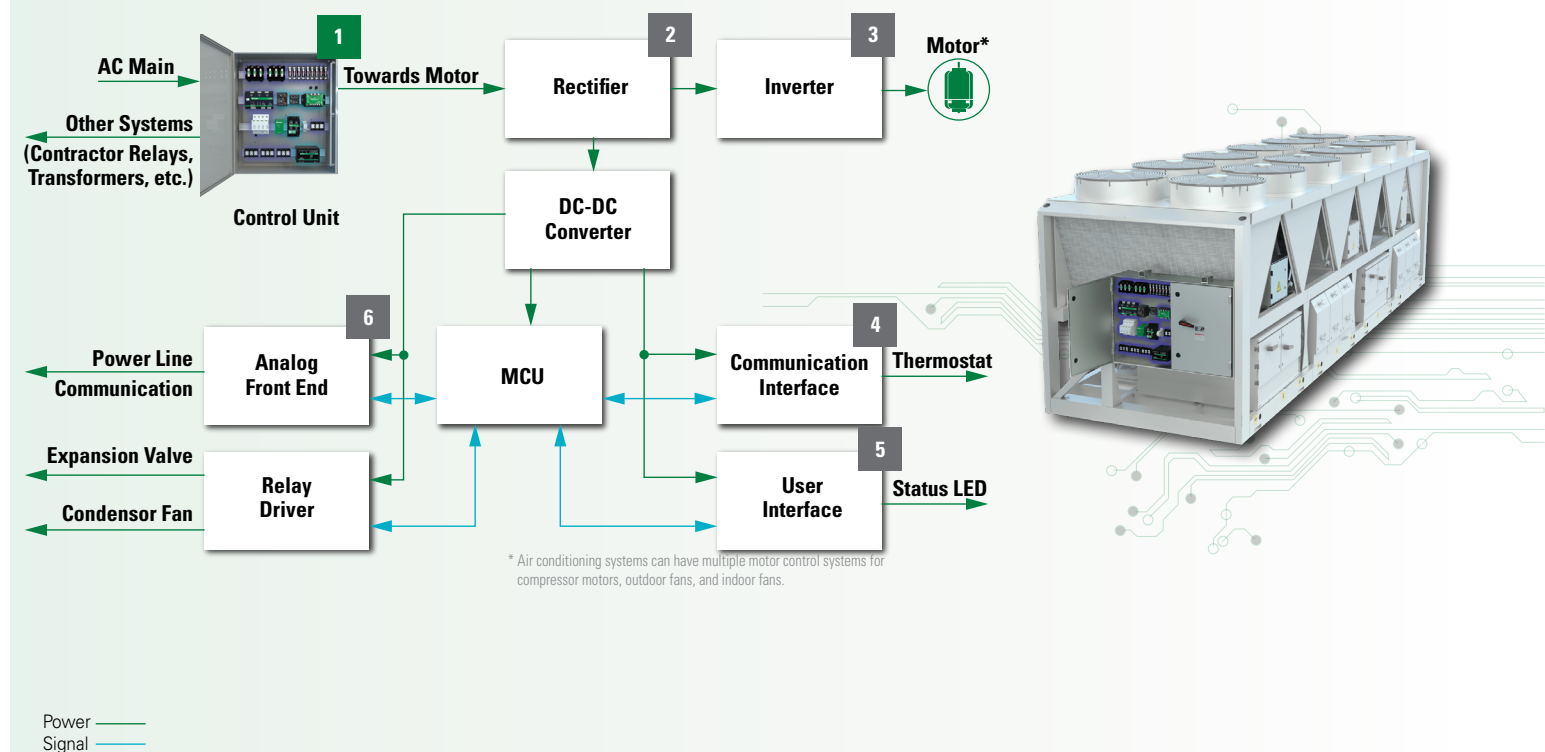 1
2
3
Motor*
AC Main
Towards Motor
Rectifier
Inverter
Other Systems
(Contractor Relays,
Transformers, etc.)
Control Unit
DC-DC
Converter
6
4
Power Line
Communication
Analog
Front End
MCU
Communication
Interface
Thermostat
5
Expansion Valve
Condensor Fan
Relay
Driver
User
Interface
Status LED
* Air conditioning systems can have multiple motor control systems for
compressor motors, outdoor fans, and indoor fans.
Power
Signal